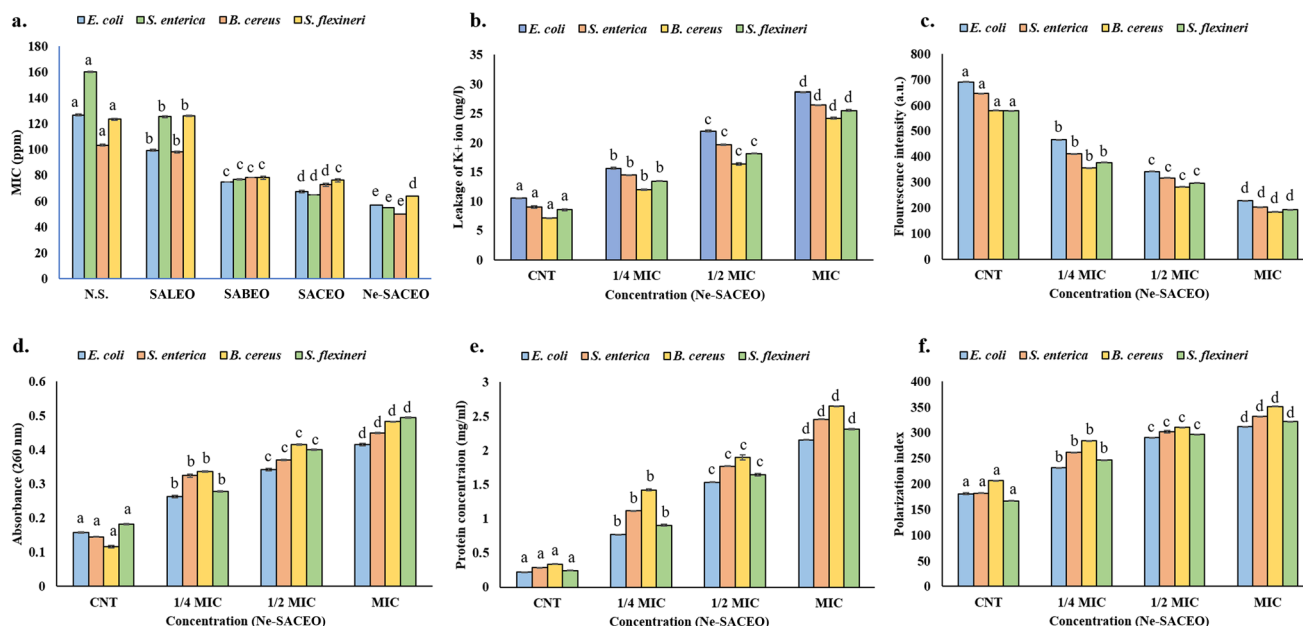 a.
E. coli S. enterica B. cereus S. flexineri
MIC (ppm)
180
160
140
120
100
80
60
40
20
0
a a a a
b b b b
c c c c
d d d c
e e e d
N.S. SALEO SABEO SACEO Ne-SACEO
b.
E. coli S. enterica B. cereus S. flexineri
Leakage of K+ ion (mg/l)
35
30
25
20
15
10
5
0
a a a a
b b b b
c c c c
d d d d
CNT 1/4 MIC 1/2 MIC MIC
Concentration (Ne-SACEO)
c.
E. coli S. enterica B. cereus S. flexineri
Flourescence intensity (a.u.)
800
700
600
500
400
300
200
100
0
a a a a
b b b b
c c c c
d d d d
CNT 1/4 MIC 1/2 MIC MIC
Concentration (Ne-SACEO)
d.
E. coli S. enterica B. cereus S. flexineri
Absorbance (260 nm)
0.6
0.5
0.4
0.3
0.2
0.1
0
a a a a
b b b b
c c c c
d d d d
CNT 1/4 MIC 1/2 MIC MIC
Concentration (Ne-SACEO)
e.
E. coli S. enterica B. cereus S. flexineri
Protein concentraion (mg/ml)
3
2.5
2
1.5
1
0.5
0
a a a a
b b b b
c c c c
d d d d
CNT 1/4 MIC 1/2 MIC MIC
Concentration (Ne-SACEO)
f.
E. coli S. enterica B. cereus S. flexineri
Polarization index
400
350
300
250
200
150
100
50
0
a a a a
b b b b
c c c c
d d d d
CNT 1/4 MIC 1/2 MIC MIC
Concentration (Ne-SACEO)